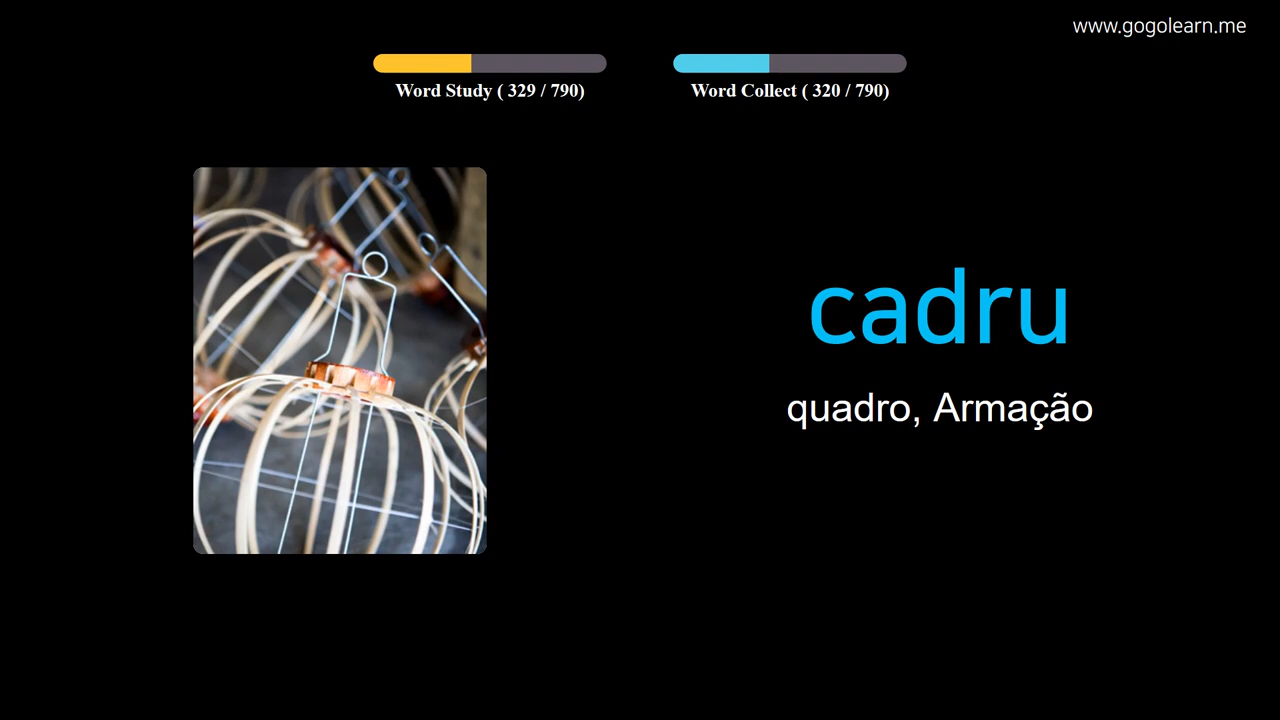 www.gogolearn.me
Word Study ( 329 / 790)
Word Collect ( 320 / 790)
cadru
quadro, Armação